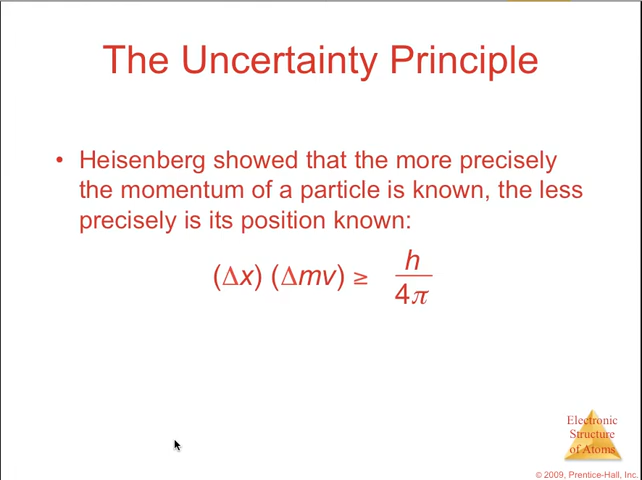 The Uncertainty Principle
• Heisenberg showed that the more precisely
the momentum of a particle is known, the less
precisely is its position known:
(Δx) (Δmv) ≥ h/4π
Electronic
Structure
of Atoms
© 2009, Prentice-Hall, Inc.